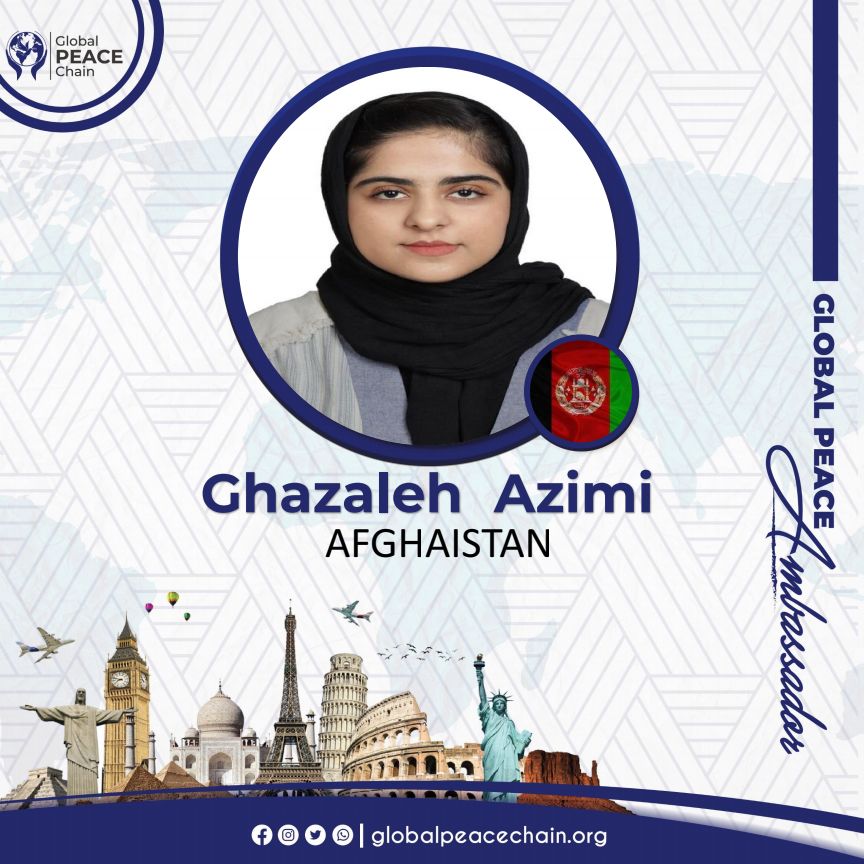 Global
PEACE
Chain
Ghazaleh Azimi
AFGHAISTAN
GLOBAL PEACE
Ambassador
globalpeacechain.org